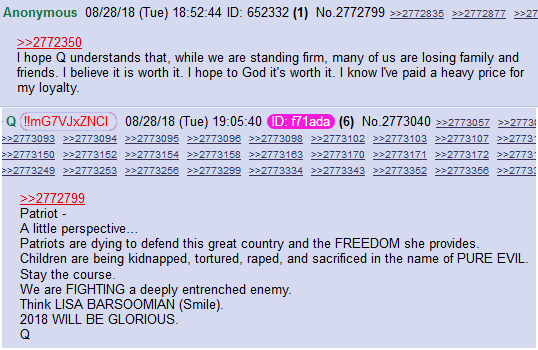 Anonymous 08/28/18 (Tue) 18:52:44 ID: 652332 (1) No.2772799 >>2772835 >>2772877 >>27
>>2772350
I hope Q understands that, while we are standing firm, many of us are losing family and
friends. I believe it is worth it. I hope to God it's worth it. I know I've paid a heavy price for
my loyalty.
Q !!mG7VJxZNCI 08/28/18 (Tue) 19:05:40 ID: f71ada (6) No.2773040 >>2773057 >>2773
>>2773093 >>2773094 >>2773095 >>2773096 >>2773098 >>2773102 >>2773103 >>2773107 >>27731
>>2773150 >>2773152 >>2773154 >>2773158 >>2773163 >>2773170 >>2773171 >>2773172 >>27731
>>2773249 >>2773253 >>2773256 >>2773299 >>2773334 >>2773343 >>2773352 >>2773356 >>27733
>>2772799
Patriot -
A little perspective...
Patriots are dying to defend this great country and the FREEDOM she provides.
Children are being kidnapped, tortured, raped, and sacrificed in the name of PURE EVIL.
Stay the course.
We are FIGHTING a deeply entrenched enemy.
Think LISA BARSOOMIAN (Smile).
2018 WILL BE GLORIOUS.
Q